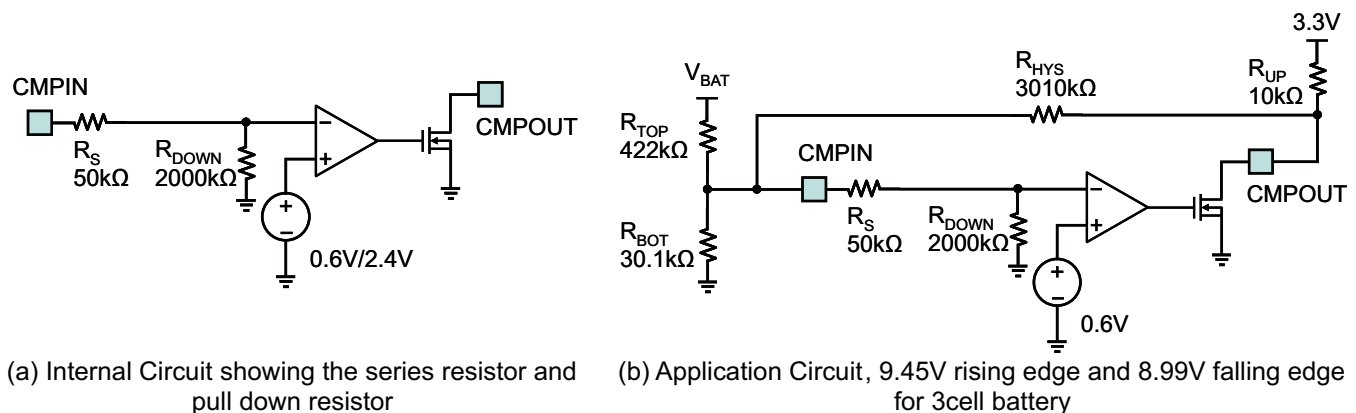 CMPIN
R_S
50kΩ
R_DOWN
2000kΩ
−
+
+
−
0.6V/2.4V
CMPOUT
(a) Internal Circuit showing the series resistor and
pull down resistor
3.3V
R_UP
10kΩ
R_HYS
3010kΩ
V_BAT
R_TOP
422kΩ
CMPIN
R_S
50kΩ
R_BOT
30.1kΩ
R_DOWN
2000kΩ
−
+
+
−
0.6V
CMPOUT
(b) Application Circuit, 9.45V rising edge and 8.99V falling edge
for 3cell battery